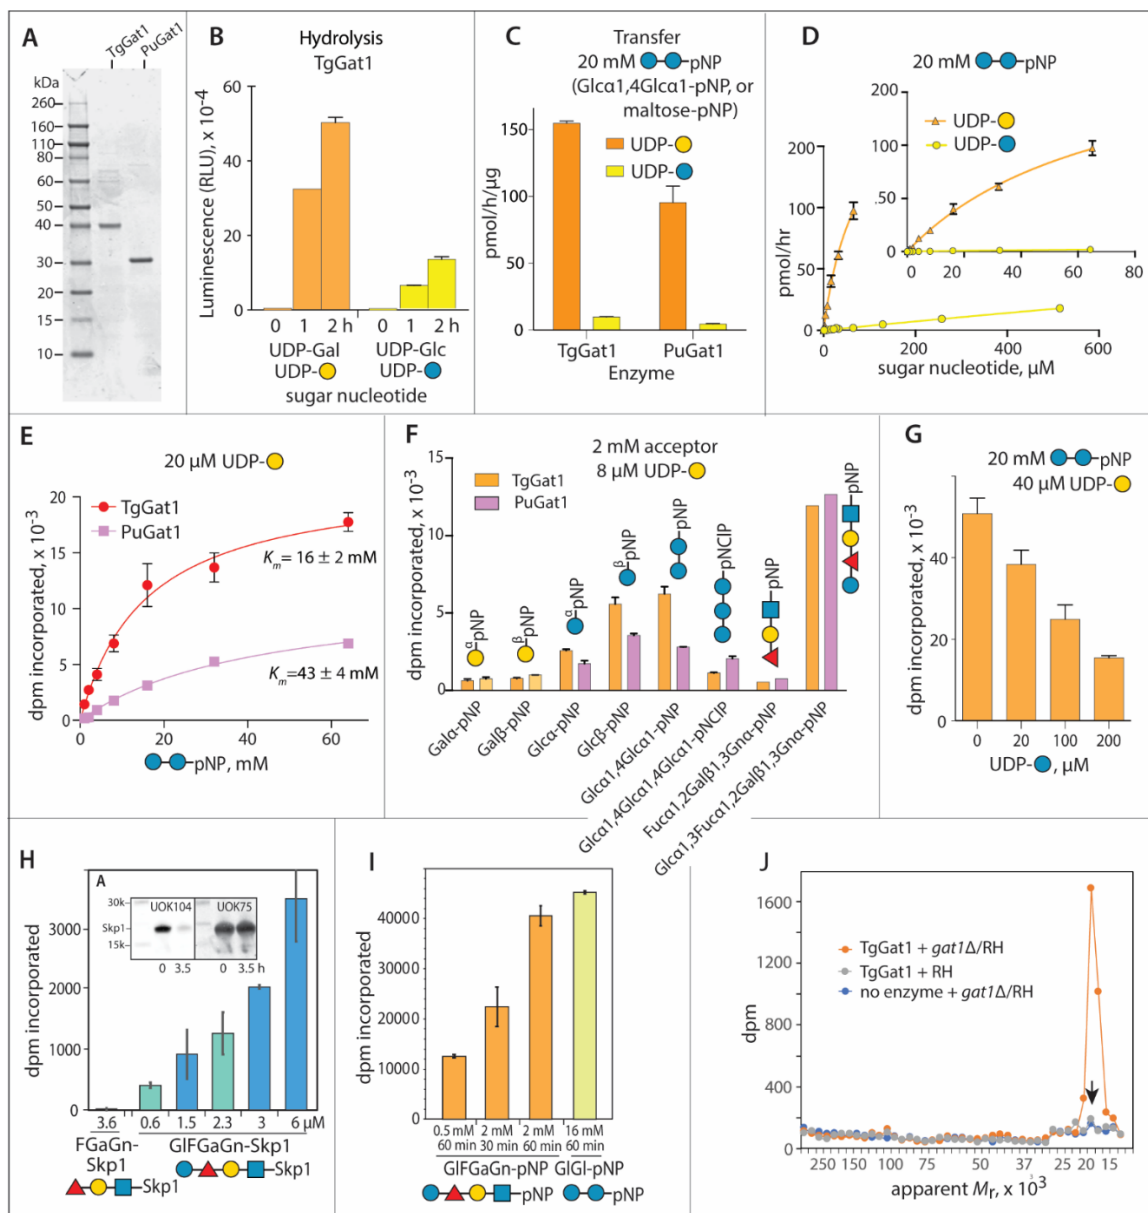 A
TgGat1
PuGat1
kDa
260
160
110
80
60
50
40
30
20
15
10
B
Hydrolysis
TgGat1
Luminescence (RLU), x 10-4
60
40
20
0
0 1 2 h 0 1 2 h
UDP-Gal UDP-Glc
UDP- UDP-
sugar nucleotide
C
Transfer
20 mM -pNP
(Glcα1,4Glcα1-pNP, or
maltose-pNP)
pmol/h/µg
150
100
50
0
UDP-
UDP-
TgGat1 PuGat1
Enzyme
D
20 mM pNP
200
100
.50
0
0 20 40 60 80
UDP-
UDP-
pmol/hr
200
100
50
0
0 200 400 600
sugar nucleotide, µM
E
20 µM UDP-
dpm incorporated, x 10-3
20
15
10
5
0
TgGat1
PuGat1
Km= 16 ± 2 mM
Km=43 ± 4 mM
0 20 40 60
pNP, mM
F
2 mM acceptor
8 µM UDP-
dpm incorporated, x 10-3
15
10
5
0
TgGat1
PuGat1
α-pNP
β-pNP
α-pNP
β-pNP
pNP
pNCIP
pNP
pNP
Galα-pNP
Galβ-pNP
Glcα-pNP
Glcβ-pNP
Glcα1,4Glcα1-pNP
Glcα1,4Glcα1,4Glcα1-pNCIP
Fucα1,2Galβ1,3Gnα-pNP
Glcα1,3Fucα1,2Galβ1,3Gnα-pNP
G
20 mM pNP
40 µM UDP-
dpm incorporated, x 10-3
40
20
0
0 20 100 200
UDP- , µM
H
dpm incorporated
3000
2000
1000
0
A
30k
Skp1
15k
UOK104 UOK75
0 3.5 0 3.5 h
3.6 0.6 1.5 2.3 3 6 µM
FGaGn-
Skp1
GlFGaGn-Skp1
-Skp1
-Skp1
I
dpm incorporated
40000
30000
20000
10000
0
0.5 mM 2 mM 2 mM 16 mM
60 min 30 min 60 min 60 min
GlFGaGn-pNP GlGl-pNP
-pNP pNP
J
dpm
1600
1200
800
400
0
TgGat1 + gat1Δ/RH
TgGat1 + RH
no enzyme + gat1Δ/RH
250 100 75 50 37 25 20 15
apparent Mr, x 103